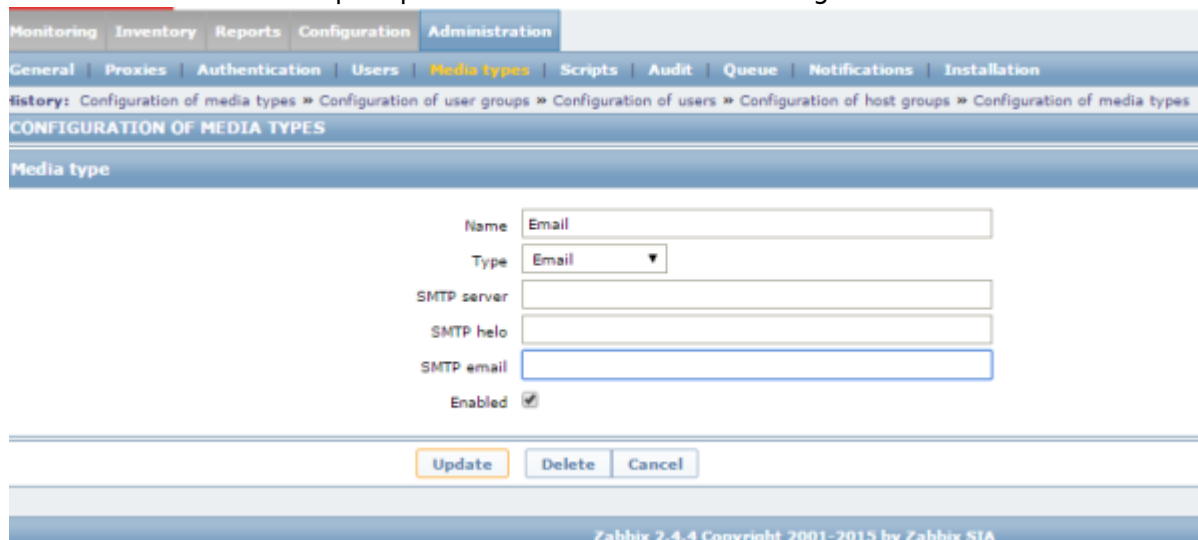 Monitoring Inventory Reports Configuration Administration
General | Proxies | Authentication | Users | Media types | Scripts | Audit | Queue | Notifications | Installation
History: Configuration of media types » Configuration of user groups » Configuration of users » Configuration of host groups » Configuration of media types
CONFIGURATION OF MEDIA TYPES
Media type
Name Email
Type Email ▼
SMTP server
SMTP helo
SMTP email
Enabled
Update Delete Cancel
Zabbix 2.4.4 Copyright 2001-2015 by Zabbix SIA